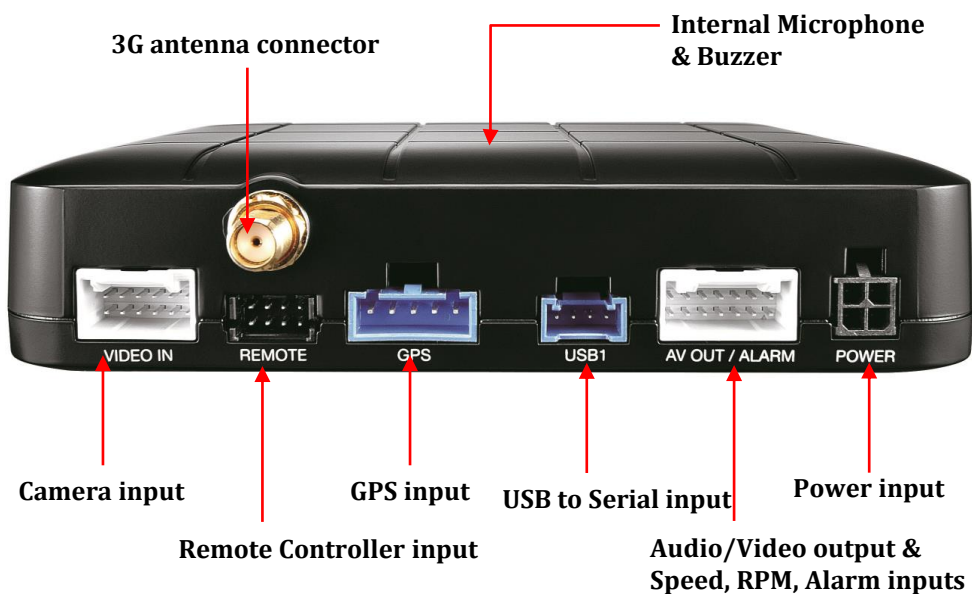 Internal Microphone
& Buzzer
3G antenna connector
VIDEO IN
REMOTE
GPS
USB1
AV OUT / ALARM
POWER
Camera input
GPS input
USB to Serial input
Power input
Remote Controller input
Audio/Video output &
Speed, RPM, Alarm inputs